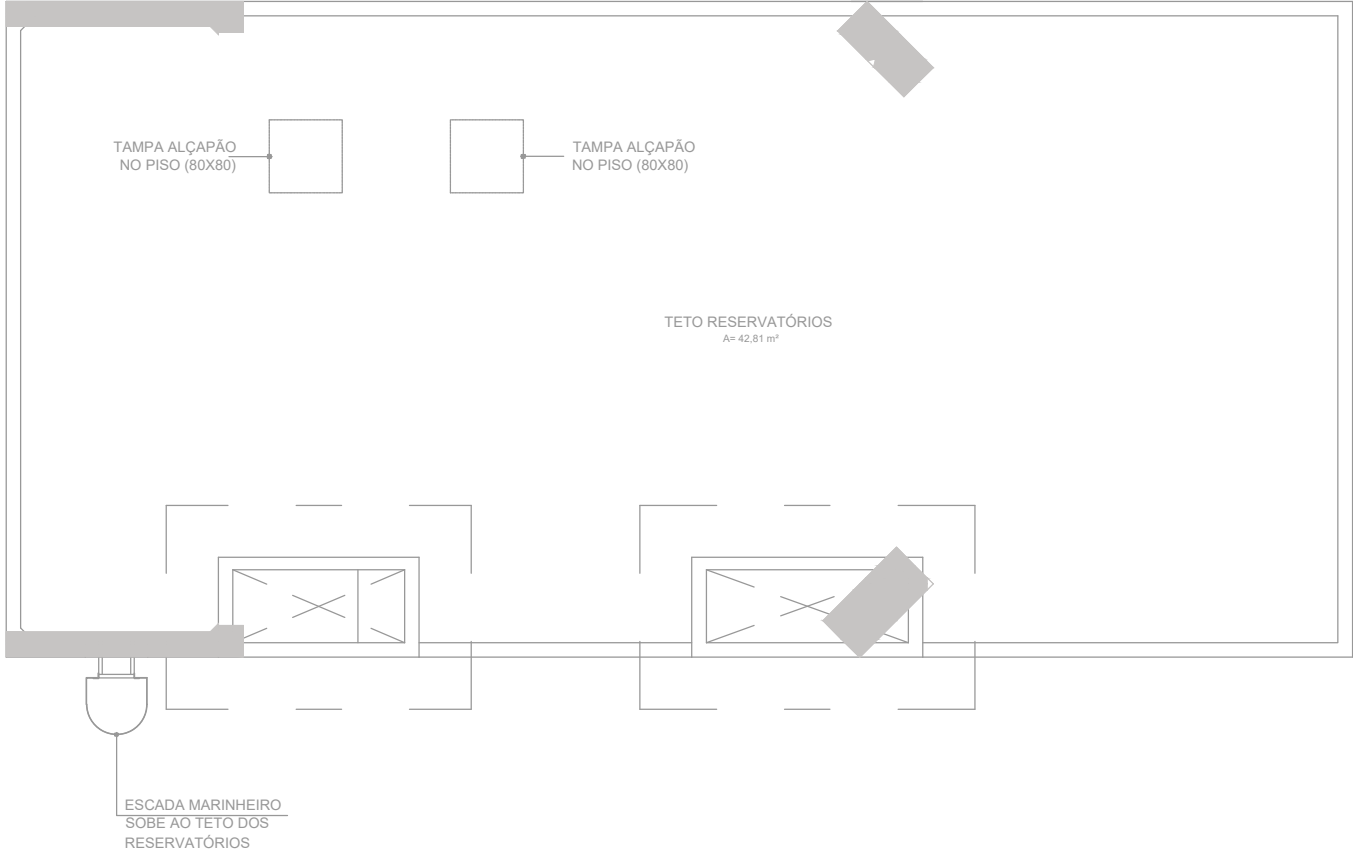 TAMPA ALÇAPÃO
NO PISO (80X80)
TAMPA ALÇAPÃO
NO PISO (80X80)
TETO RESERVATÓRIOS
A= 42,81 m²
ESCADA MARINHEIRO
SOBE AO TETO DOS
RESERVATÓRIOS